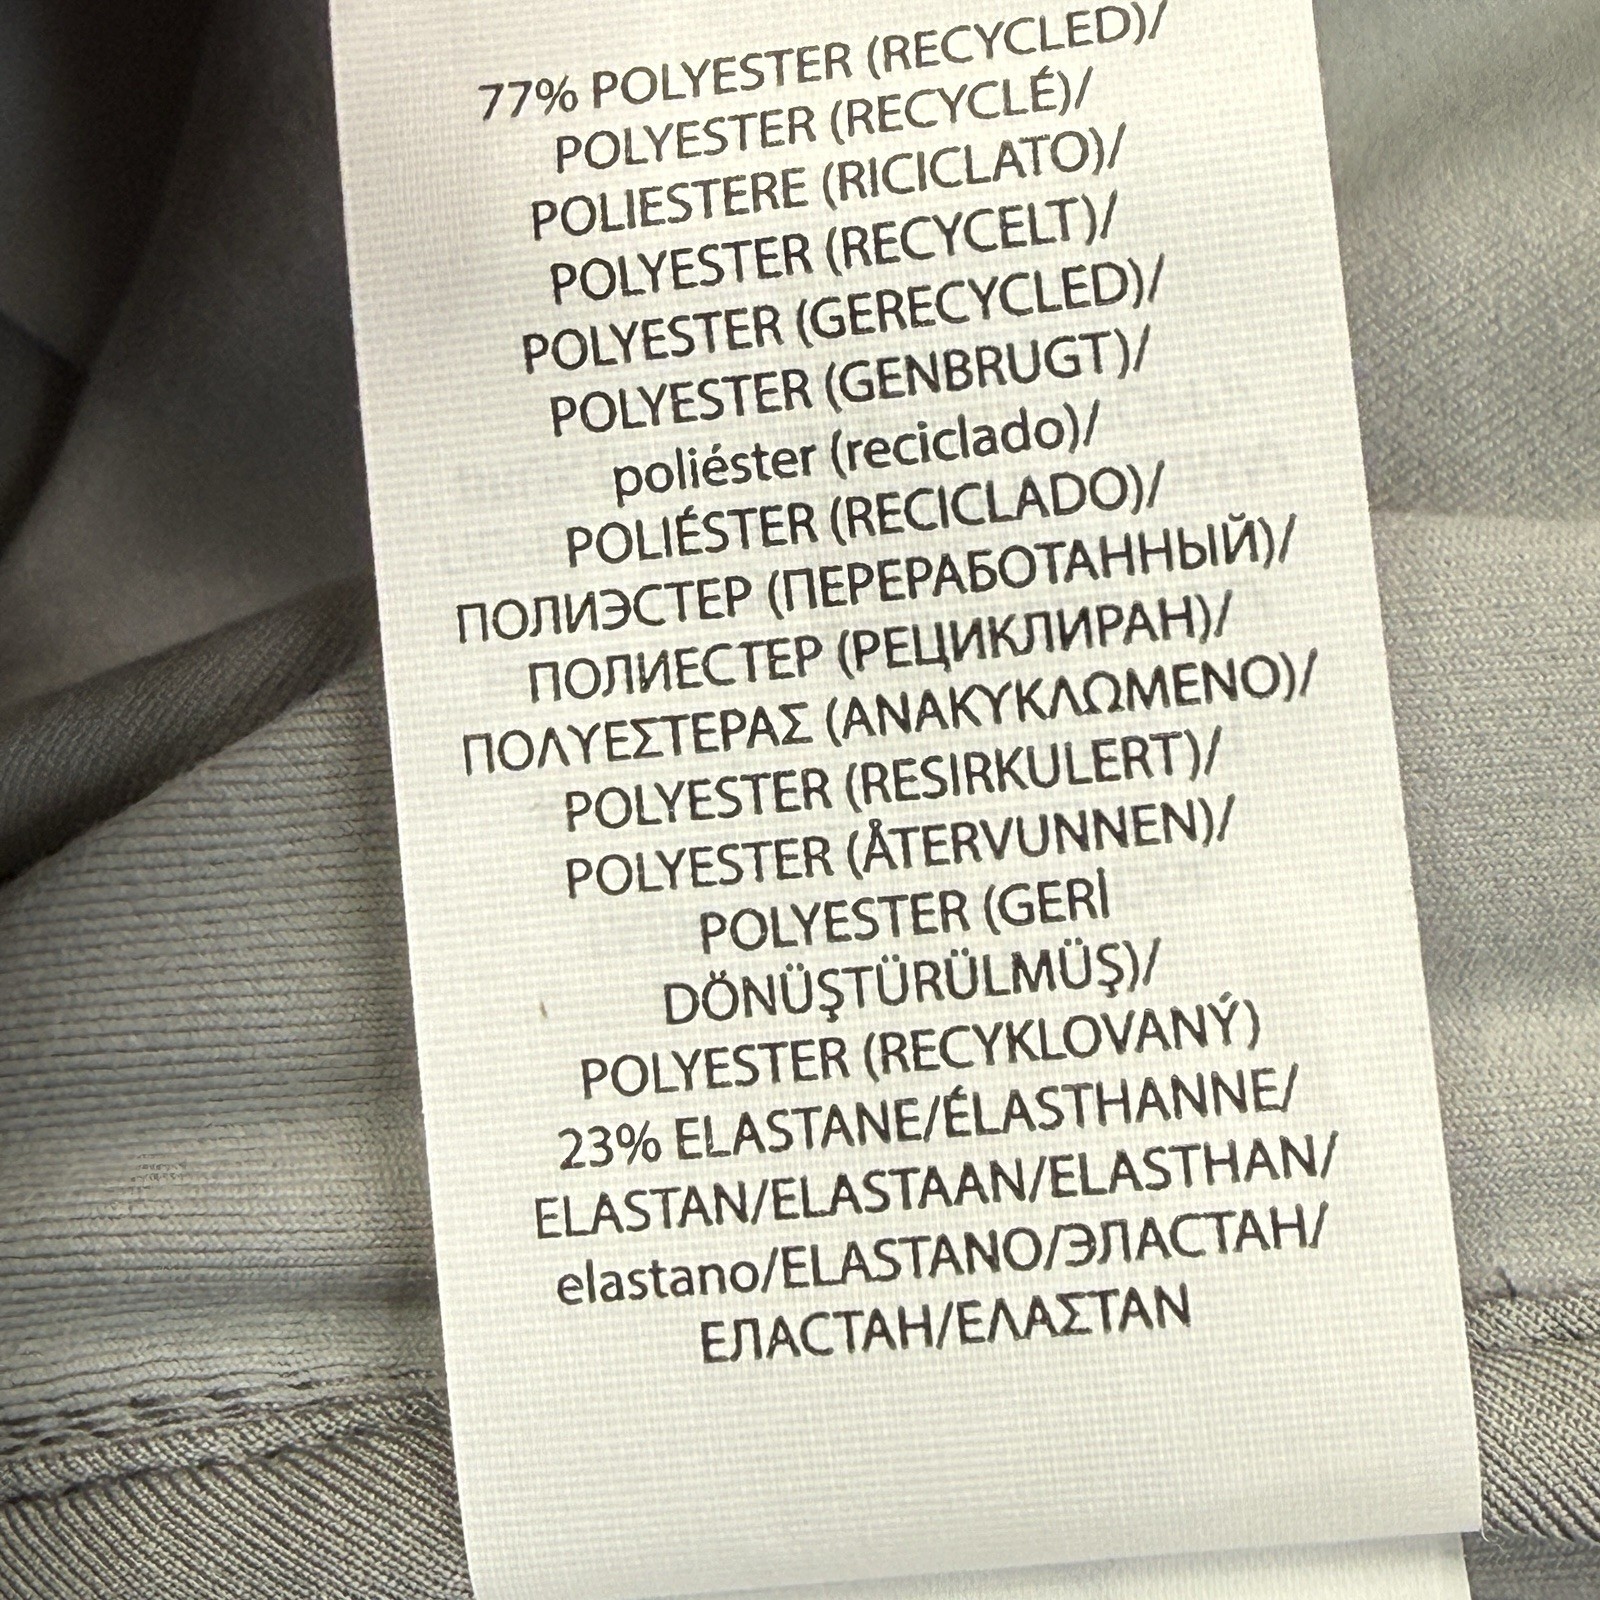 77% POLYESTER (RECYCLED)/
POLYESTER (RECYCLÉ)/
POLIESTERE (RICICLATO)/
POLYESTER (RECYCELT)/
POLYESTER (GERECYCLED)/
POLYESTER (GENBRUGT)/
poliéster (reciclado)/
POLIÉSTER (RECICLADO)/
ПОЛИЭСТЕР (ПЕРЕРАБОТАННЫЙ)/
ПОЛИЕСТЕР (РЕЦИКЛИРАН)/
ΠΟΛΥΕΣΤΕΡΑΣ (ΑΝΑΚΥΚΛΩΜΕΝΟ)/
POLYESTER (RESIRKULERT)/
POLYESTER (ÅTERVUNNEN)/
POLYESTER (GERİ
DÖNÜŞTÜRÜLMÜŞ)/
POLYESTER (RECYKLOVANÝ)
23% ELASTANE/ÉLASTHANNE/
ELASTAN/ELASTAAN/ELASTHAN/
elastano/ELASTANO/ЭЛАСТАН/
ЕЛАСТАН/ΕΛΑΣΤΑΝ